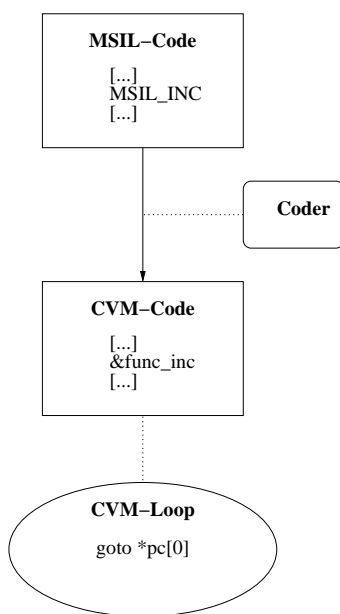 MSIL–Code
[...]
MSIL_INC
[...]
Coder
CVM–Code
[...]
&func_inc
[...]
CVM–Loop
goto *pc[0]